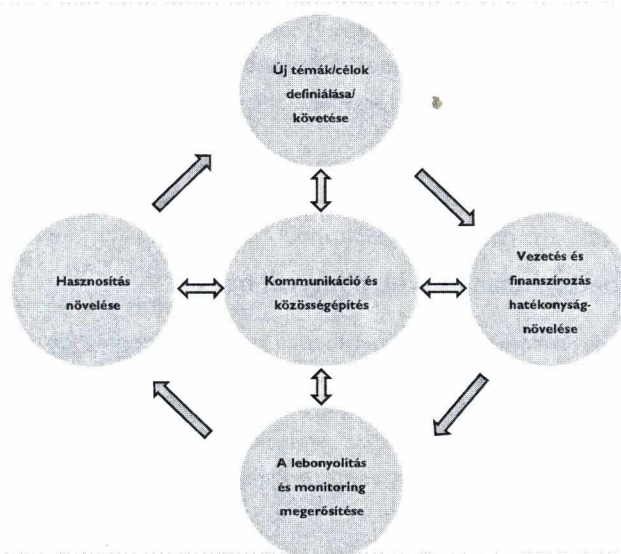 Új témák/célok
definiálása/
követése
Hasznosítás
növelése
Kommunikáció és
közösségépítés
Vezetés és
finanszírozás
hatékonyság-
növelése
A lebonyolítás
és monitoring
megerősítése